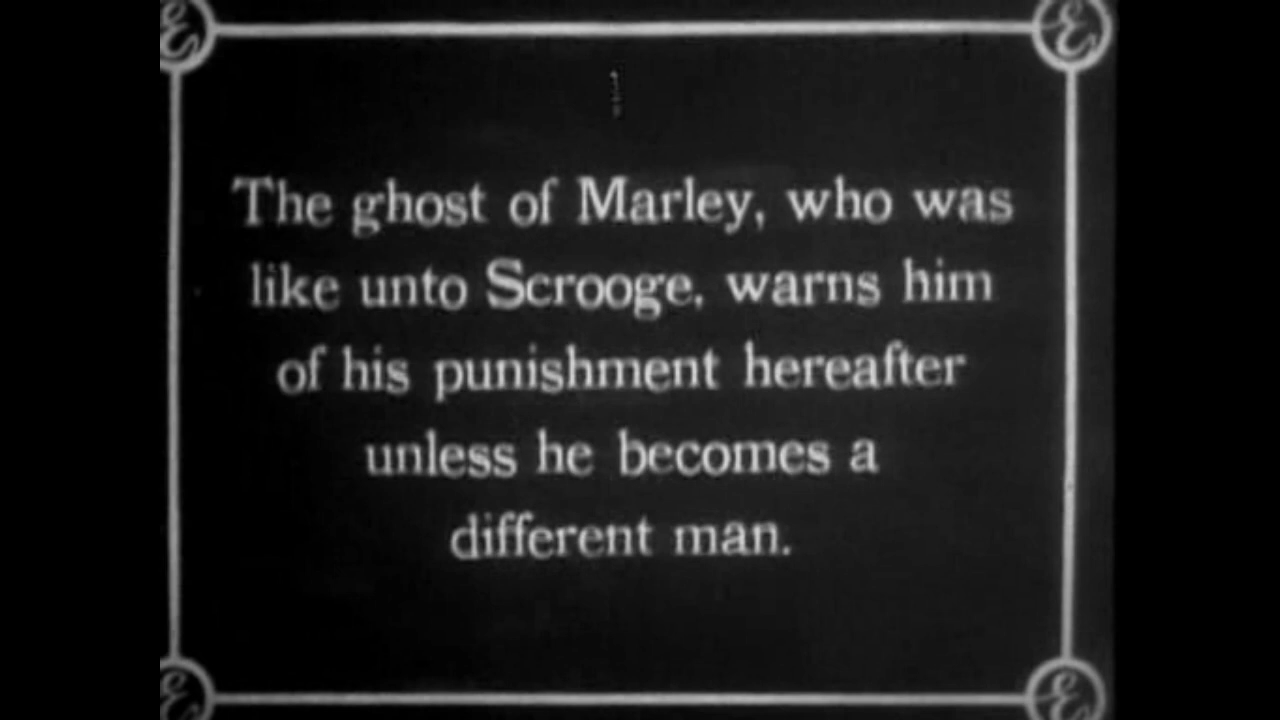 The ghost of Marley, who was
like unto Scrooge, warns him
of his punishment hereafter
unless he becomes a
different man.